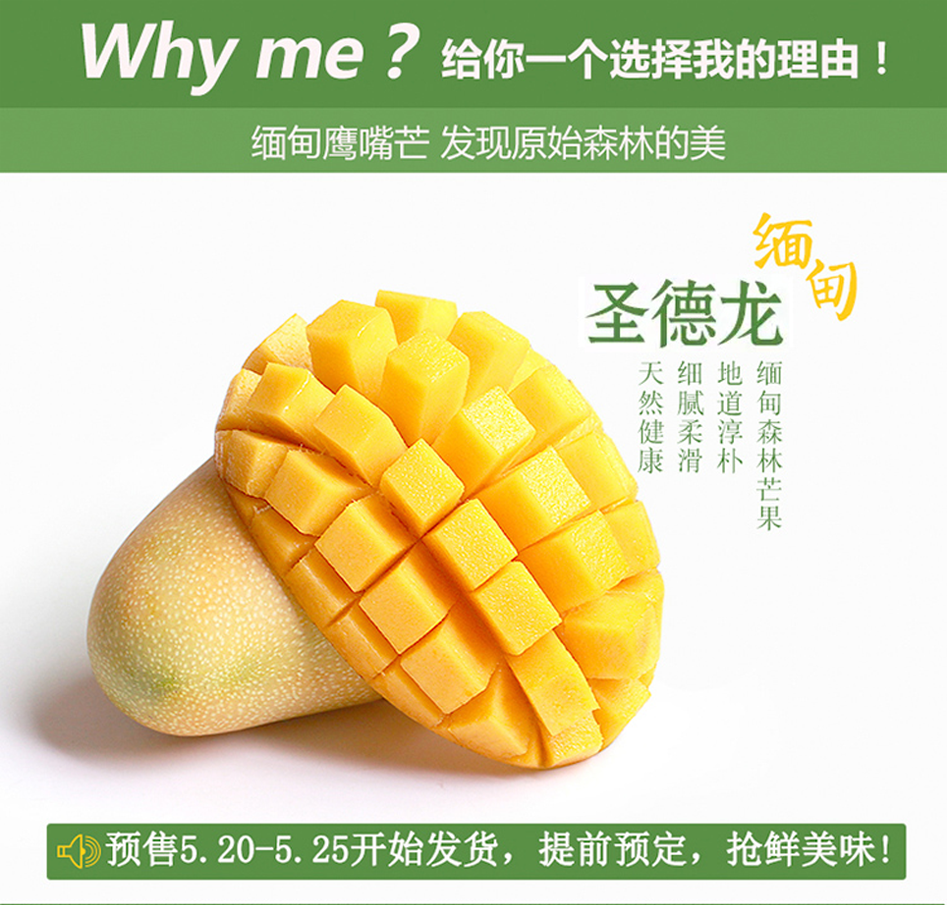 Why me？给你一个选择我的理由！
缅甸鹰嘴芒 发现原始森林的美
缅甸
圣德龙
缅甸森林芒果
地道淳朴
细腻柔滑
天然健康
预售5.20-5.25开始发货，提前预定，抢鲜美味！